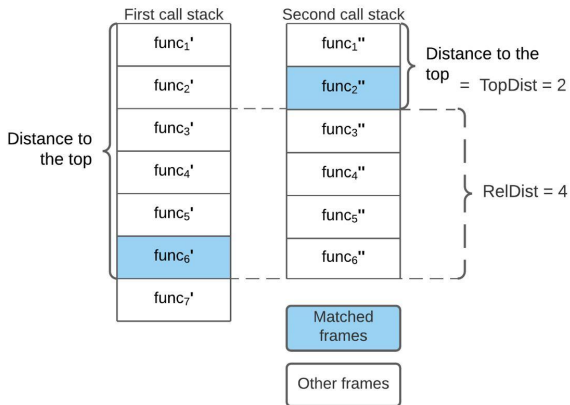 First call stack
Second call stack
func₁'
func₂'
func₃'
func₄'
func₅'
func₆'
func₇'
func₁"
func₂"
func₃"
func₄"
func₅"
func₆"
Distance to
the top
Distance to the
top
= TopDist = 2
RelDist = 4
Matched
frames
Other frames